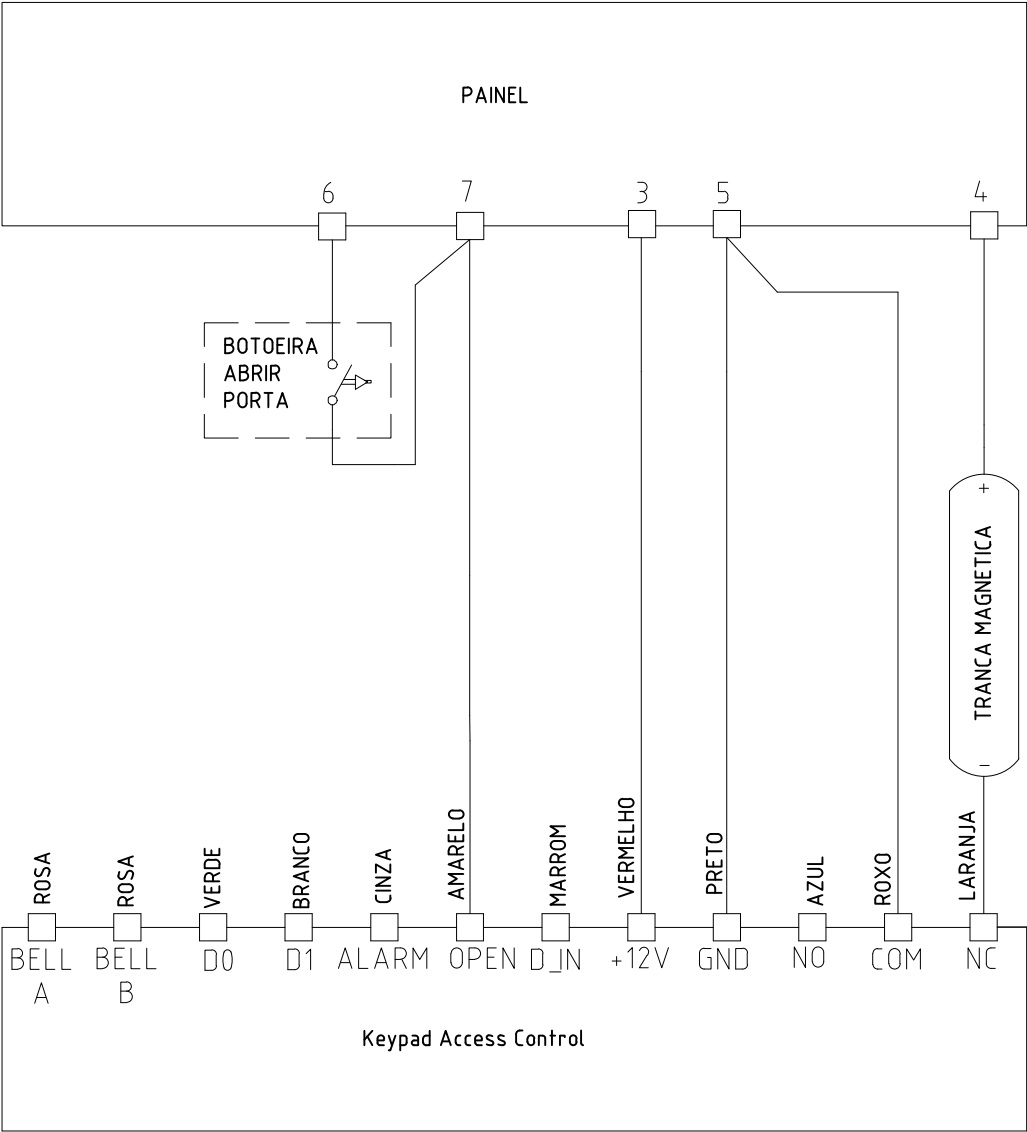 PAINEL
6
7
3
5
4
BOTOEIRA
ABRIR
PORTA
+
TRANCA MAGNETICA
-
ROSA
ROSA
VERDE
BRANCO
CINZA
AMARELO
MARROM
VERMELHO
PRETO
AZUL
ROXO
LARANJA
BELL
A
BELL
B
D0
D1
ALARM
OPEN
D_IN
+12V
GND
NO
COM
NC
Keypad Access Control